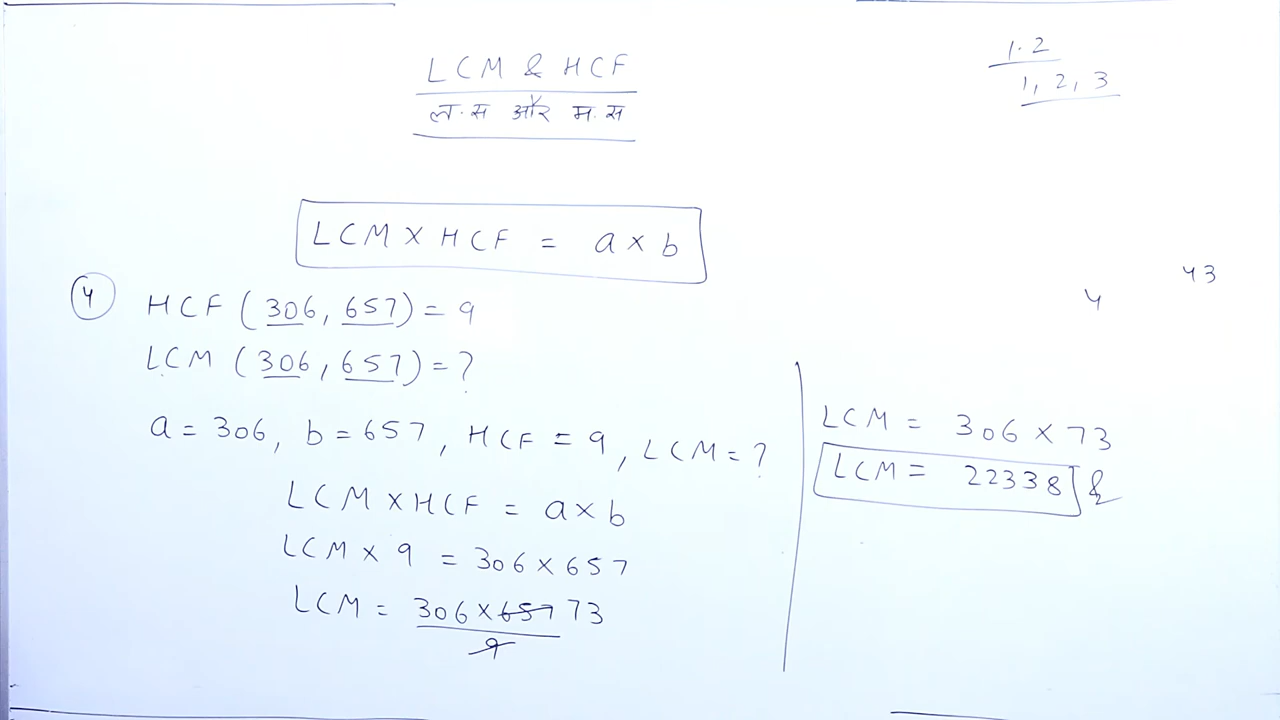 LCM & HCF
ल.स और म.स
1.2
1, 2, 3
LCM X HCF = a x b
43
4
4 HCF (306, 657) = 9
LCM (306, 657) = ?
a = 306, b = 657, HCF = 9, LCM = ?
LCM X HCF = a x b
LCM x 9 = 306 x 657
LCM = 306 x 657 73
9
LCM = 306 x 73
LCM = 22338